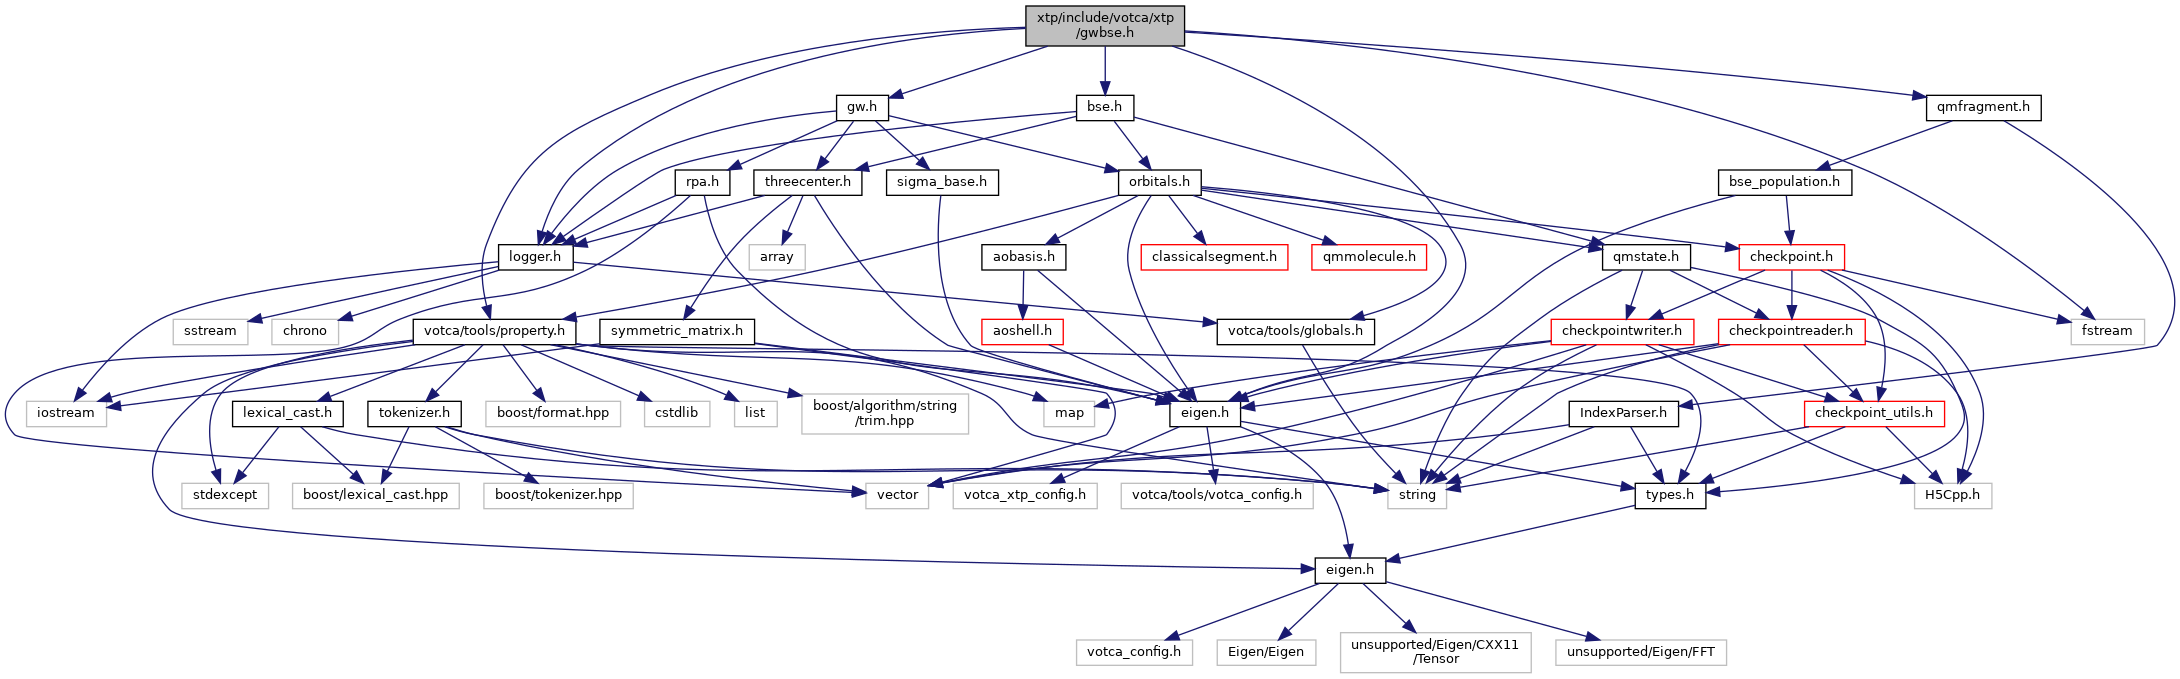 xtp/include/votca/xtp
/gwbse.h
gw.h
bse.h
qmfragment.h
rpa.h
threecenter.h
sigma_base.h
orbitals.h
bse_population.h
logger.h
array
aobasis.h
classicalsegment.h
qmmolecule.h
qmstate.h
checkpoint.h
sstream
chrono
votca/tools/property.h
symmetric_matrix.h
aoshell.h
votca/tools/globals.h
checkpointwriter.h
checkpointreader.h
fstream
iostream
lexical_cast.h
tokenizer.h
boost/format.hpp
cstdlib
list
boost/algorithm/string
/trim.hpp
map
eigen.h
IndexParser.h
checkpoint_utils.h
stdexcept
boost/lexical_cast.hpp
boost/tokenizer.hpp
vector
votca_xtp_config.h
votca/tools/votca_config.h
string
types.h
H5Cpp.h
eigen.h
votca_config.h
Eigen/Eigen
unsupported/Eigen/CXX11
/Tensor
unsupported/Eigen/FFT